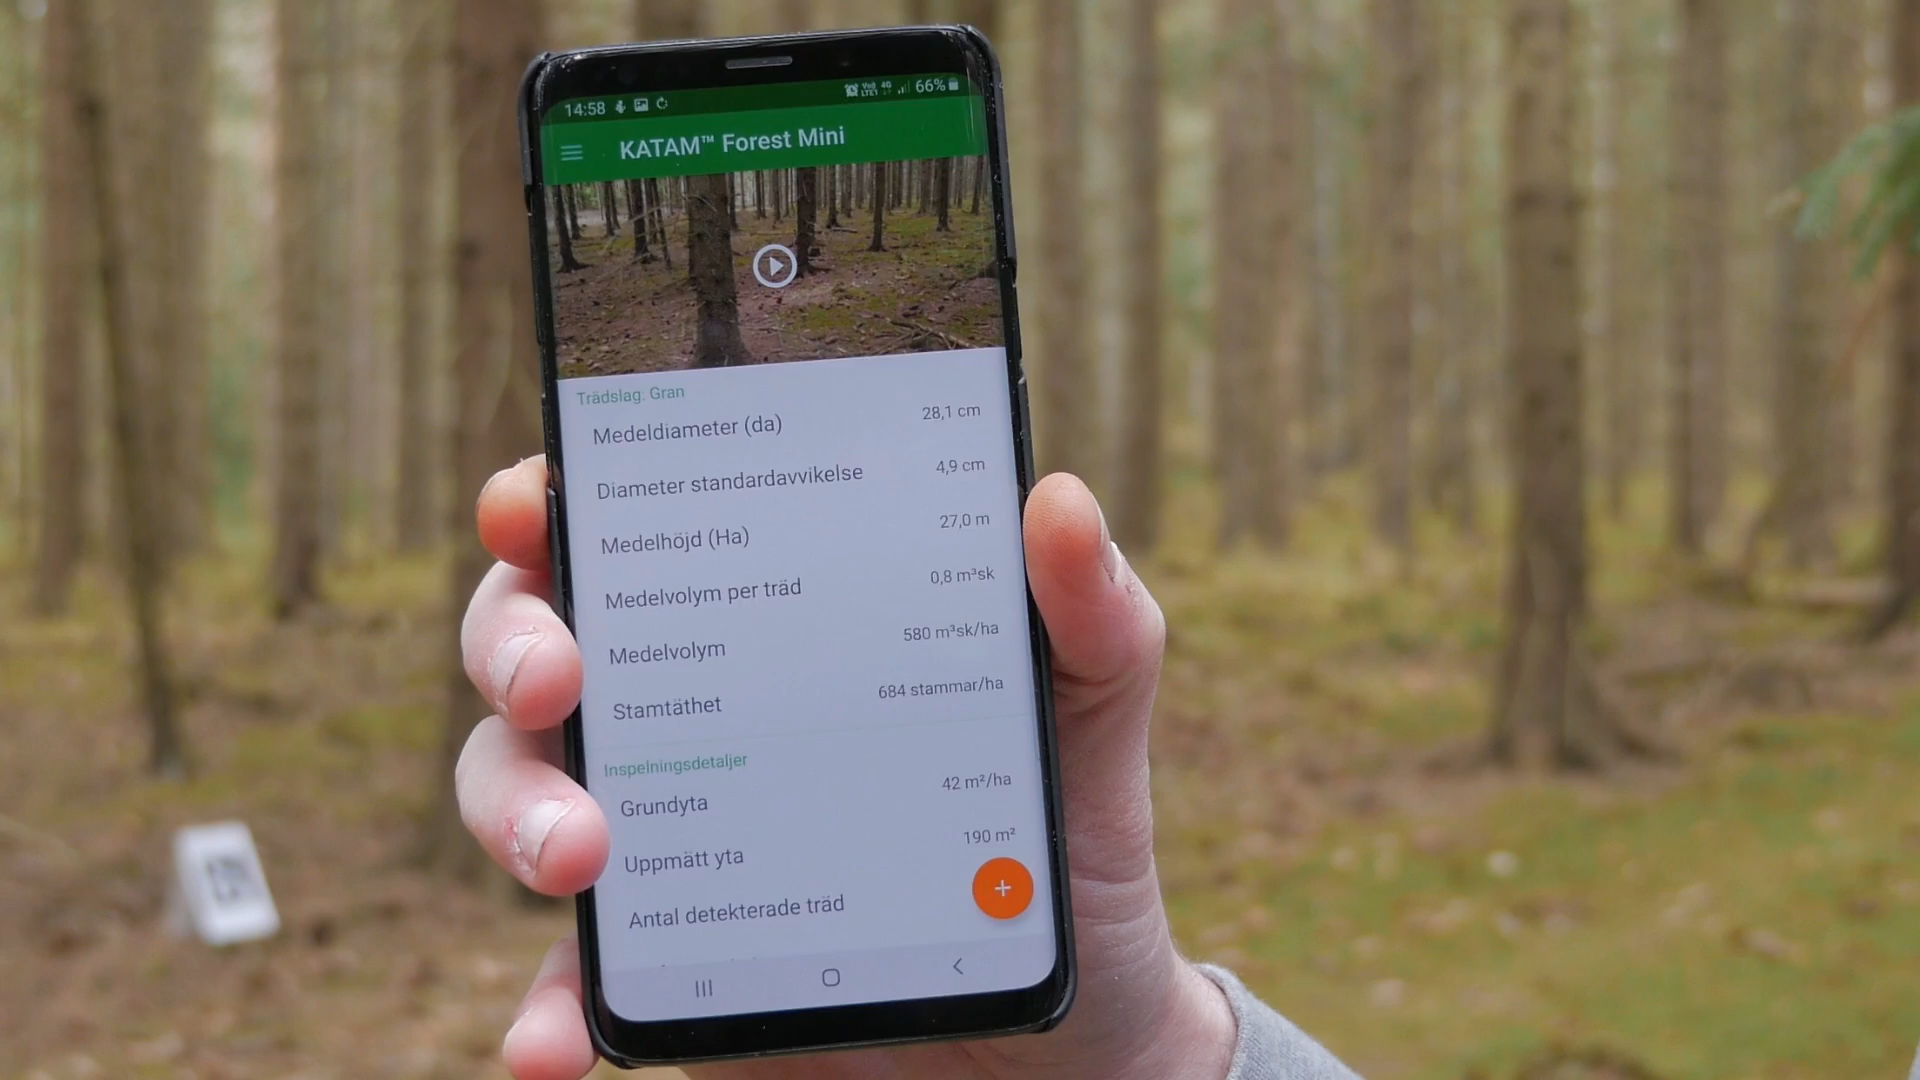 14:58 66%
KATAM™ Forest Mini
Trädslag. Gran
Medeldiameter (da) 28,1 cm
Diameter standardavvikelse 4,9 cm
Medelhöjd (Ha) 27,0 m
Medelvolym per träd 0,8 m³sk
Medelvolym 580 m³sk/ha
Stamtäthet 684 stammar/ha
Inspelningsdetaljer
Grundyta 42 m²/ha
Uppmätt yta 190 m²
Antal detekterade träd